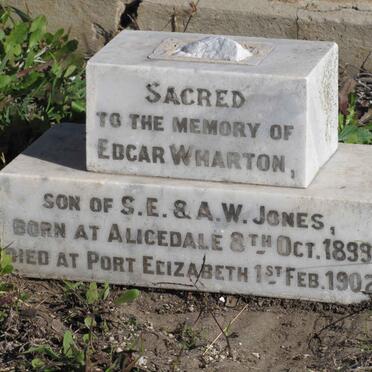 SACRED
TO THE MEMORY OF
EDGAR WHARTON,
SON OF S.E. & A.W. JONES,
BORN AT ALICEDALE 8TH OCT.
DIED AT PORT ELIZABETH 1ST FEB. 1902